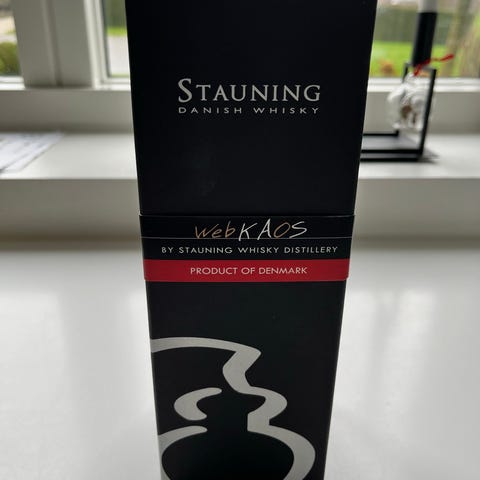 STAUNING
DANISH WHISKY
WebKAOS
BY STAUNING WHISKY DISTILLERY
PRODUCT OF DENMARK